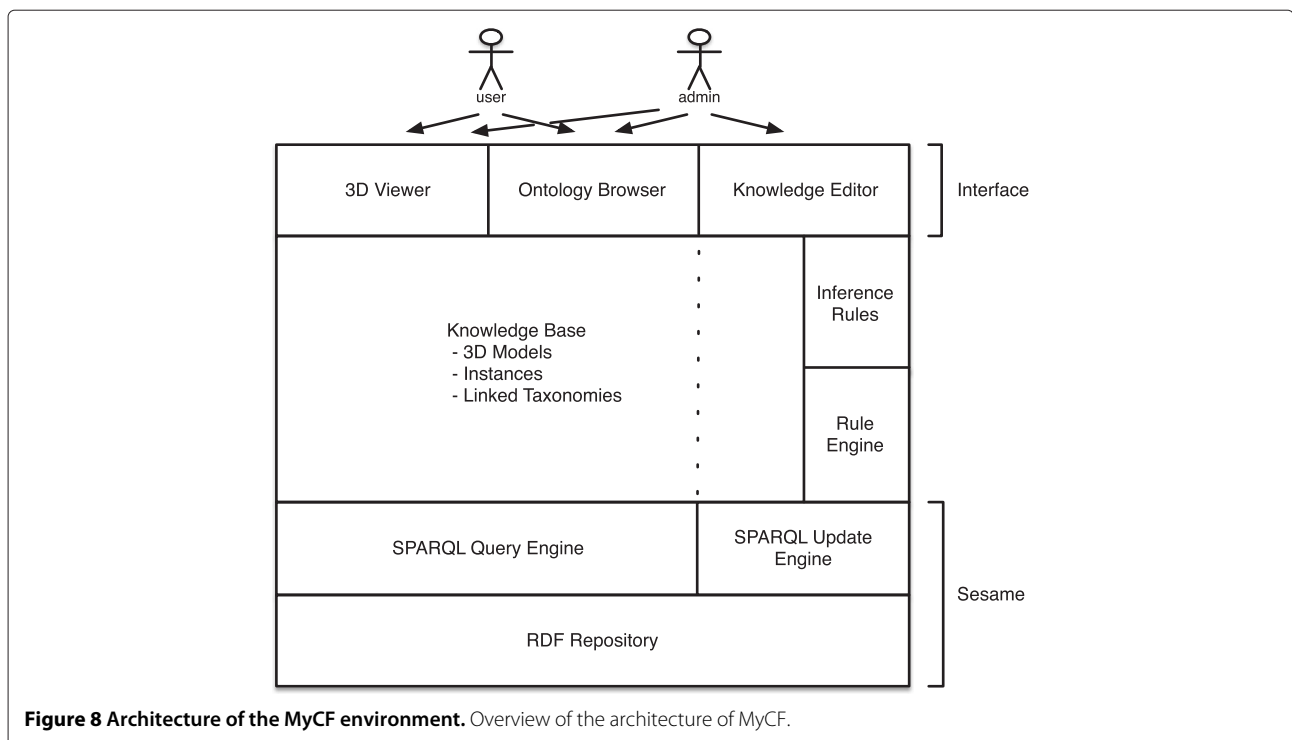 user
admin
3D Viewer
Ontology Browser
Knowledge Editor
Interface
Knowledge Base
- 3D Models
- Instances
- Linked Taxonomies
Inference
Rules
Rule
Engine
SPARQL Query Engine
SPARQL Update
Engine
Sesame
RDF Repository
Figure 8 Architecture of the MyCF environment. Overview of the architecture of MyCF.